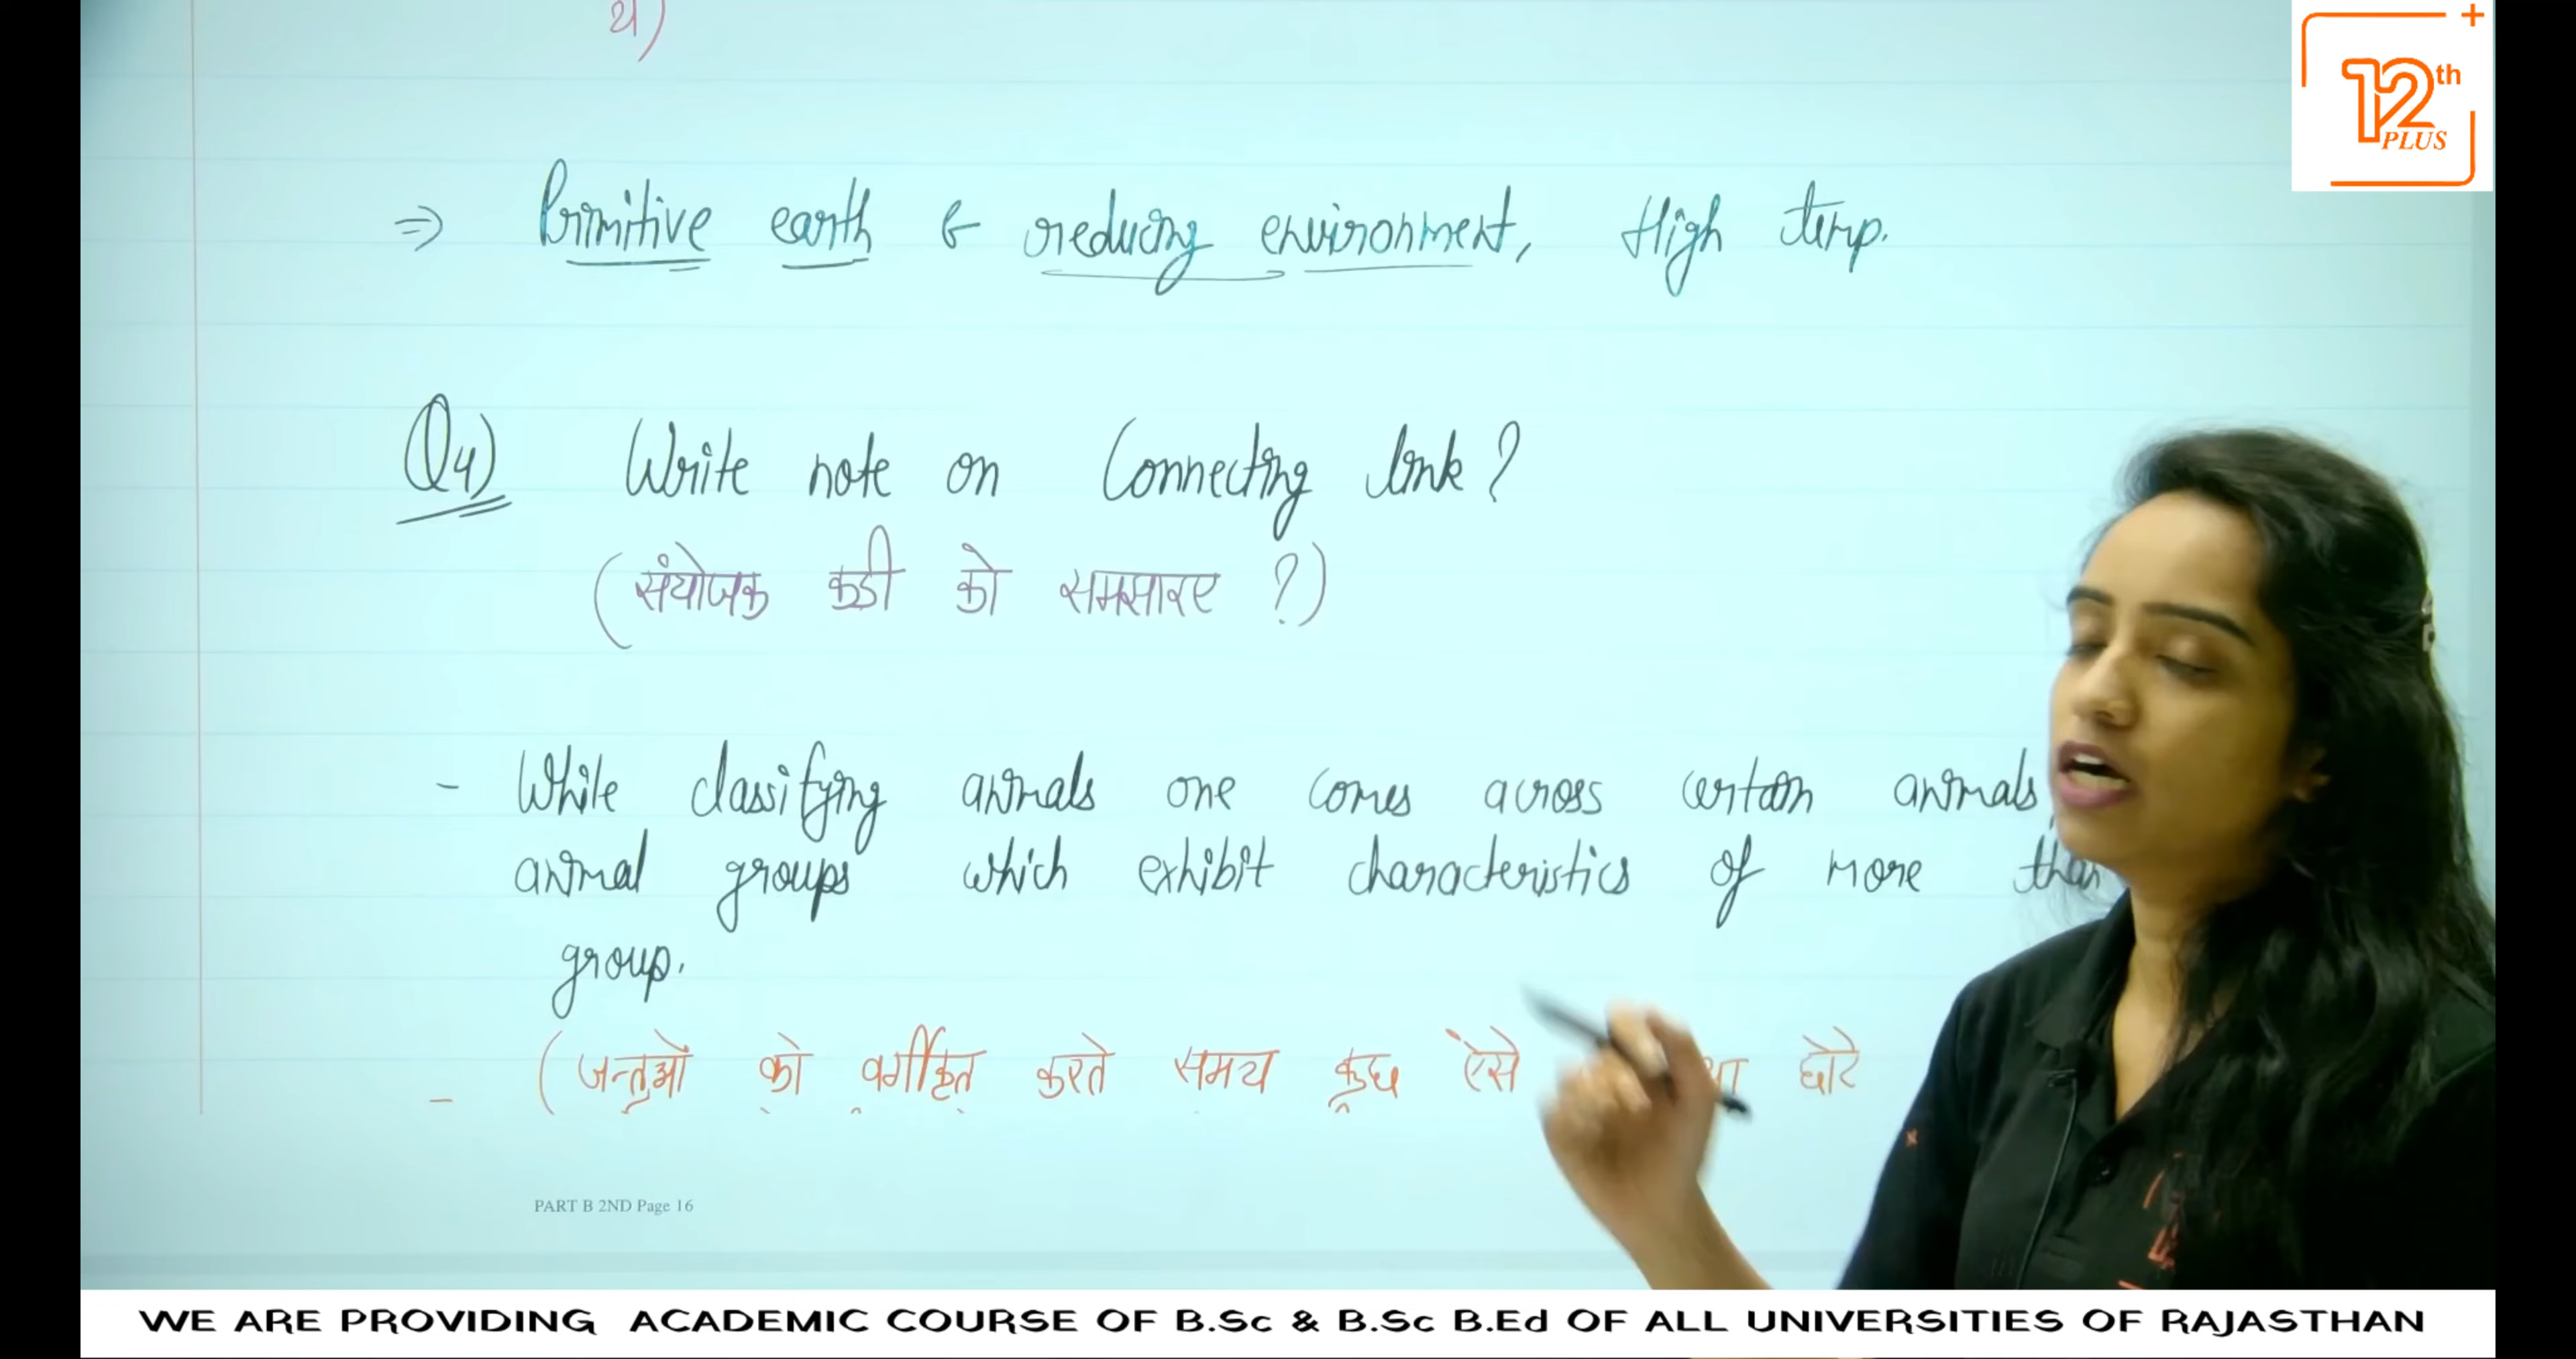 था)
12th
PLUS
⇒ Primitive earth & reducing environment, High temp.
Q4) Write note on Connecting link?
(संयोजक कडी को समझाए ?)
- While classifying animals one comes across certain animals,
animal groups which exhibit characteristics of more than
group.
- (जन्तुओं को वर्गीकृत करते समय कुछ ऐसे छोटे
PART B 2ND Page 16
WE ARE PROVIDING ACADEMIC COURSE OF B.Sc & B.Sc B.Ed OF ALL UNIVERSITIES OF RAJASTHAN